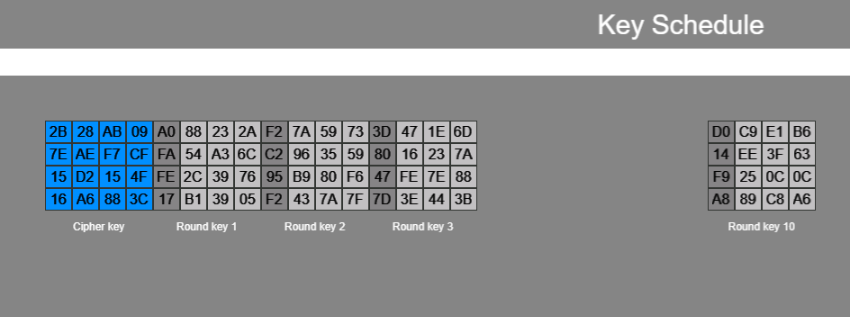 Key Schedule
2B 28 AB 09 A0 88 23 2A F2 7A 59 73 3D 47 1E 6D D0 C9 E1 B6
7E AE F7 CF FA 54 A3 6C C2 96 35 59 80 16 23 7A 14 EE 3F 63
15 D2 15 4F FE 2C 39 76 95 B9 80 F6 47 FE 7E 88 F9 25 0C 0C
16 A6 88 3C 17 B1 39 05 F2 43 7A 7F 7D 3E 44 3B A8 89 C8 A6
Cipher key Round key 1 Round key 2 Round key 3 Round key 10